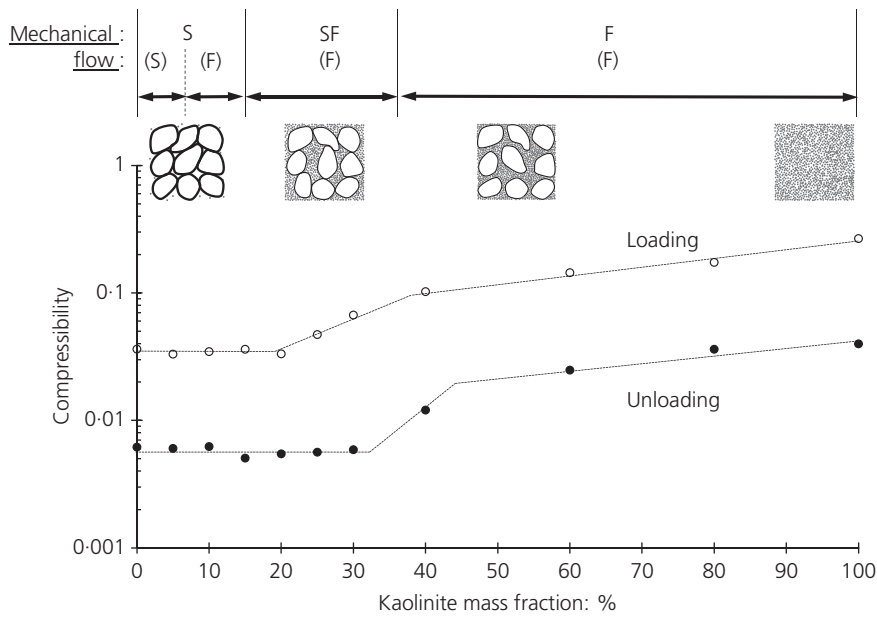 Mechanical : S SF F
flow : (S) (F) (F) (F)
1
0·1
0·01
0·001
Compressibility
Loading
Unloading
0 10 20 30 40 50 60 70 80 90 100
Kaolinite mass fraction: %